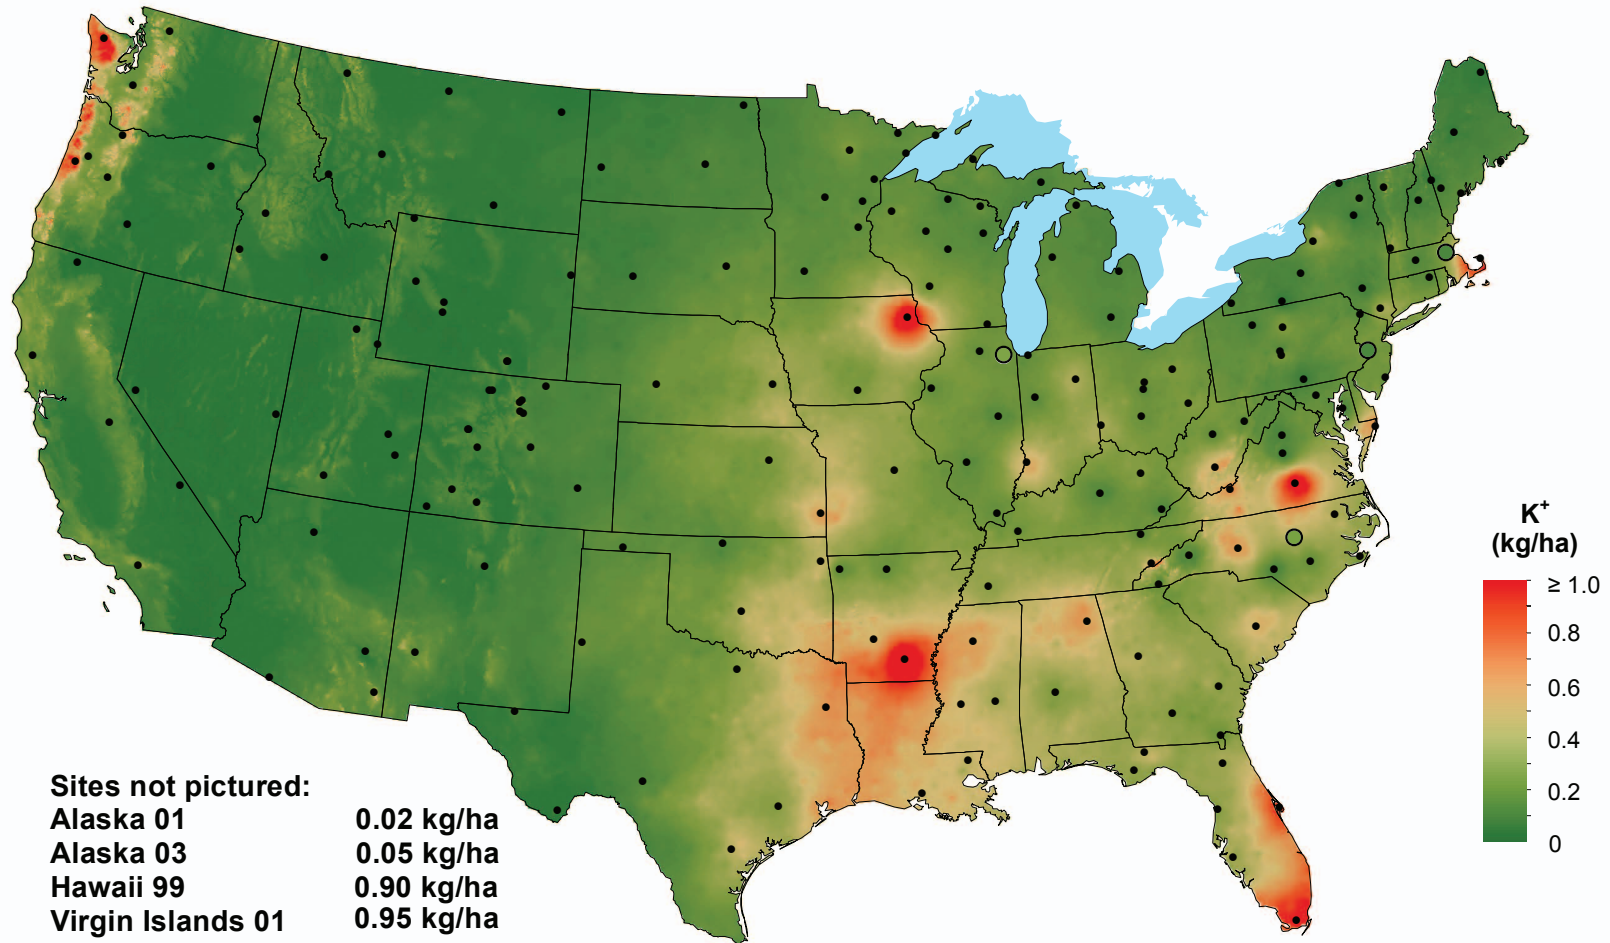 K+
(kg/ha)
≥ 1.0
0.8
0.6
0.4
0.2
0
Sites not pictured:
Alaska 01 0.02 kg/ha
Alaska 03 0.05 kg/ha
Hawaii 99 0.90 kg/ha
Virgin Islands 01 0.95 kg/ha